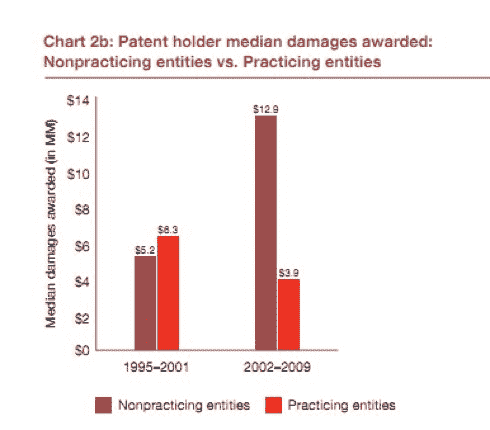 Chart 2b: Patent holder median damages awarded:
Nonpracticing entities vs. Practicing entities
Median damages awarded (in MM)
$14
$12
$10
$8
$6
$4
$2
$0
$5.2
$6.3
$12.9
$3.9
1995–2001
2002–2009
Nonpracticing entities
Practicing entities